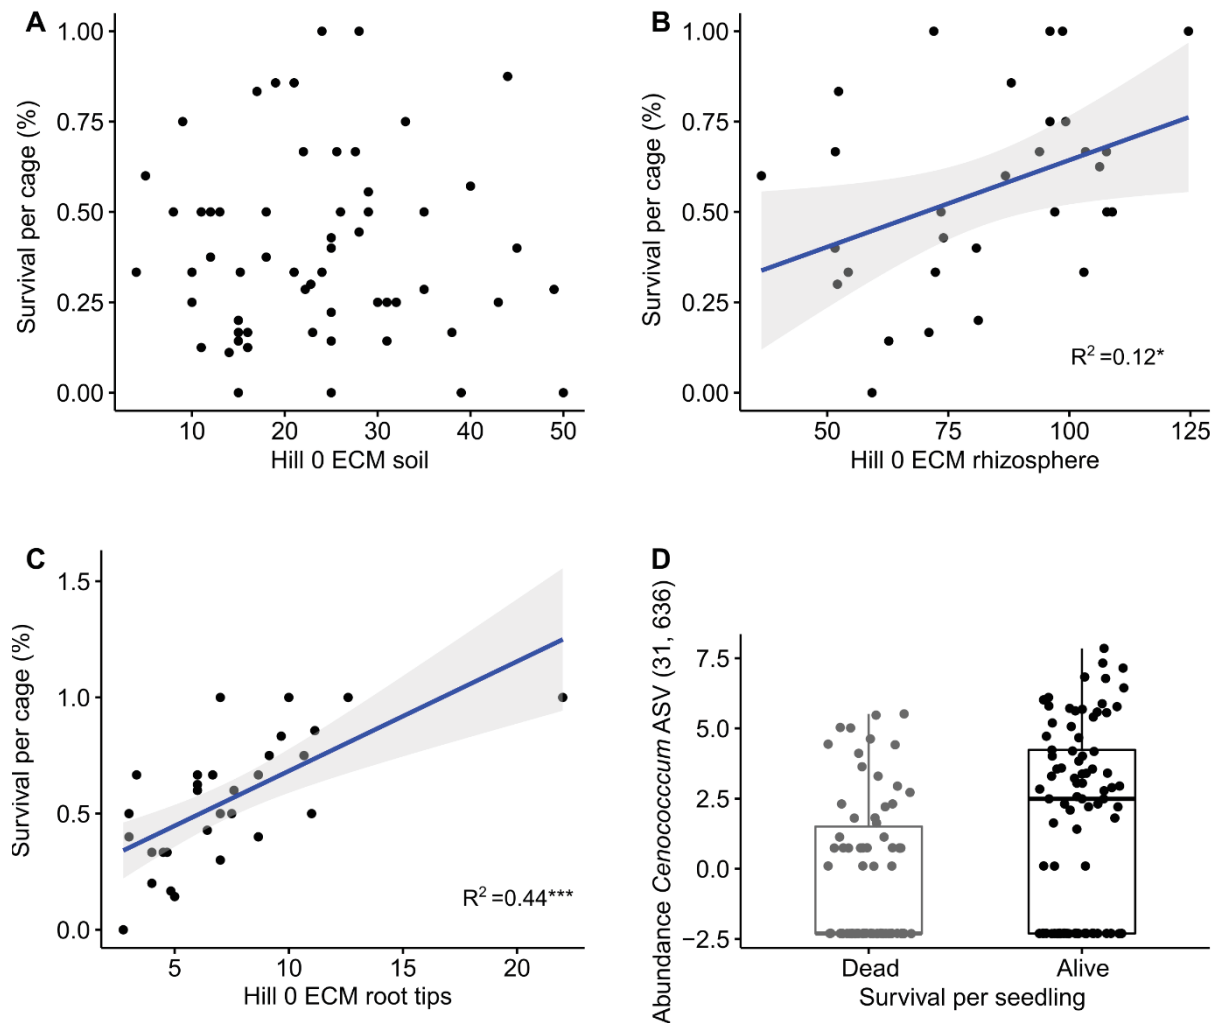 A
Survival per cage (%)
1.00
0.75
0.50
0.25
0.00
10 20 30 40 50
Hill 0 ECM soil
B
Survival per cage (%)
1.00
0.75
0.50
0.25
0.00
R² =0.12*
50 75 100 125
Hill 0 ECM rhizosphere
C
Survival per cage (%)
1.5
1.0
0.5
0.0
R² =0.44***
5 10 15 20
Hill 0 ECM root tips
D
Abundance Cenococccum ASV (31, 636)
7.5
5.0
2.5
0.0
−2.5
Dead Alive
Survival per seedling